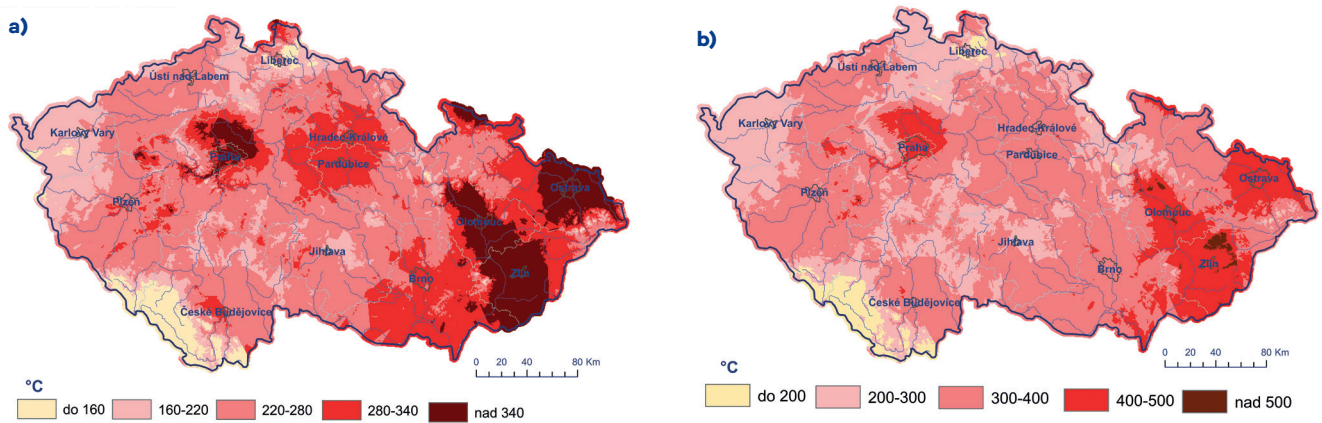 a)
Liberec
Ústí nad Labem
Karlovy Vary
Hradec Králové
Praha
Pardubice
Plzeň
Ostrava
Olomouc
Jihlava
Zlín
Brno
České Budějovice
0 20 40 80 Km
°C
do 160 160-220 220-280 280-340 nad 340
b)
Liberec
Ústí nad Labem
Karlovy Vary
Hradec-Králové
Praha
Pardubice
Plzeň
Ostrava
Olomouc
Jihlava
Zlín
Brno
České Budějovice
0 20 40 80 Km
°C
do 200 200-300 300-400 400-500 nad 500